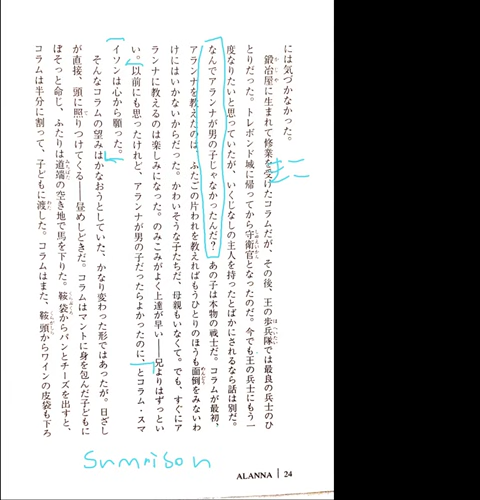 には気づかなかった。
鍛冶屋に生まれて修業を受けたコラムだが、その後、王の歩兵隊では最良の兵士のひ
とりだった。トレボンド城に帰ってから守衛官となったのだ。今でも王の兵士にもう一
度なりたいと思っていたが、いくじなしの主人を持ったとばかにされるなら話は別だ。
なんでアランナが男の子じゃなかったんだ？ あの子は本物の戦士だ。コラムが最初、
アランナを教えたのは、ふたごの片われを教えればもうひとりのほうも面倒をみないわ
けにはいかないからだった。かわいそうな子たちだ、母親もいなくて。でも、すぐにア
ランナに教えるのは楽しみになった。のみこみがよく上達が早い――兄よりはずっとい
い。以前にも思ったけれど、アランナが男の子だったらよかったのに、とコラム・スマ
イソンは心から願った。
そんなコラムの望みはかなおうとしていた、かなり変わった形ではあったが。日ざし
が直接、頭に照りつけてくる――昼めしどきだ。コラムはマントに身を包んだ子どもに
ぼそっと命じ、ふたりは道端の空き地で馬を下りた。鞍袋からパンとチーズを出すと、
コラムは半分に割って、子どもに渡した。コラムはまた、鞍頭からワインの皮袋も下ろ
ALANNA | 24